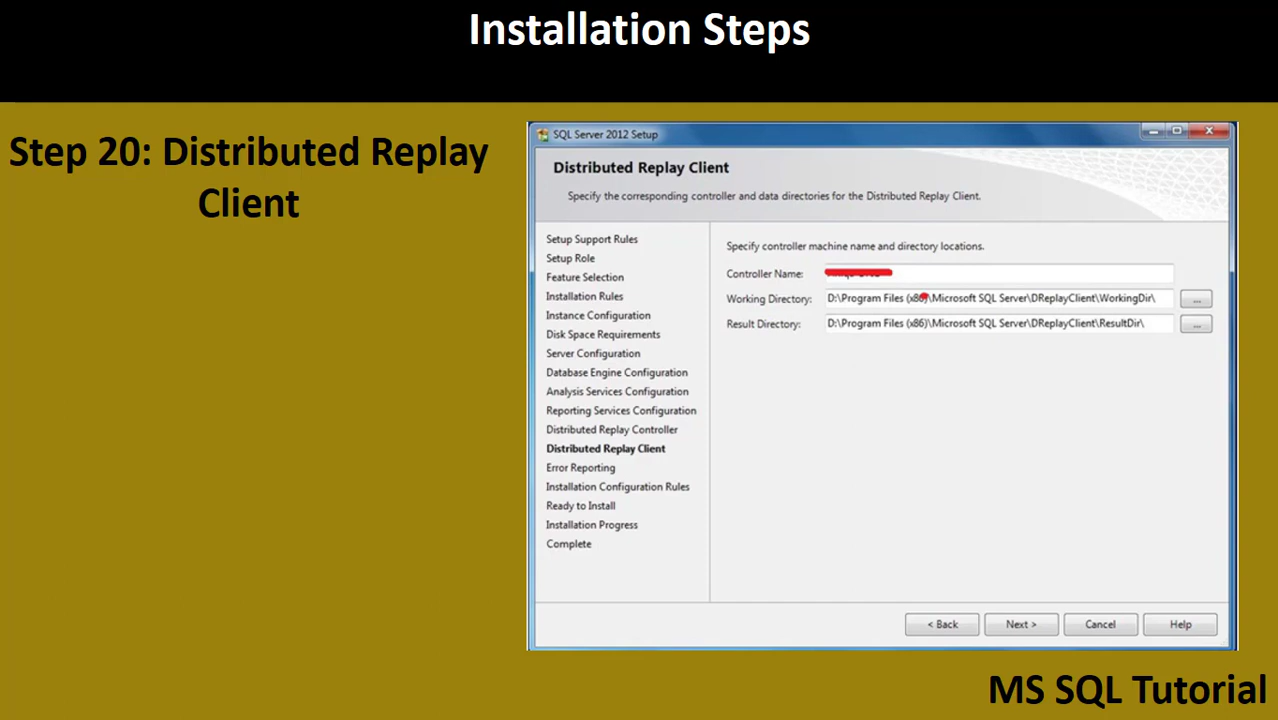 Installation Steps
Step 20: Distributed Replay
Client
SQL Server 2012 Setup
Distributed Replay Client
Specify the corresponding controller and data directories for the Distributed Replay Client.
Setup Support Rules
Setup Role
Feature Selection
Installation Rules
Instance Configuration
Disk Space Requirements
Server Configuration
Database Engine Configuration
Analysis Services Configuration
Reporting Services Configuration
Distributed Replay Controller
Distributed Replay Client
Error Reporting
Installation Configuration Rules
Ready to Install
Installation Progress
Complete
Specify controller machine name and directory locations.
Controller Name:
Working Directory: D:\Program Files (x86)\Microsoft SQL Server\DReplayClient\WorkingDir\ ...
Result Directory: D:\Program Files (x86)\Microsoft SQL Server\DReplayClient\ResultDir\ ...
< Back Next > Cancel Help
MS SQL Tutorial